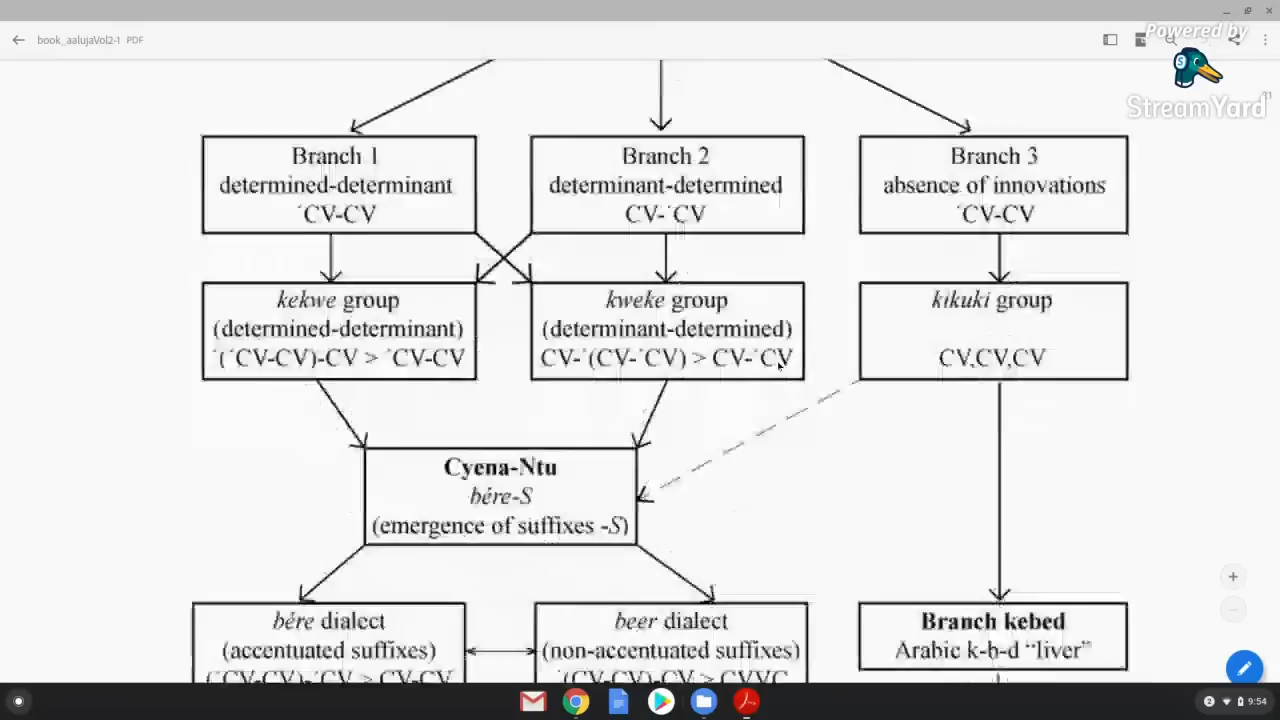 book_aalujaVol2-1 PDF
Powered by
StreamYard
Branch 1
determined-determinant
´CV-CV
Branch 2
determinant-determined
CV-´CV
Branch 3
absence of innovations
´CV-CV
kekwe group
(determined-determinant)
´(´CV-CV)-CV > ´CV-CV
kweke group
(determinant-determined)
CV-´(CV-´CV) > CV-´CV
kikuki group
CV,CV,CV
Cyena-Ntu
bére-S
(emergence of suffixes -S)
bére dialect
(accentuated suffixes)
beer dialect
(non-accentuated suffixes)
Branch kebed
Arabic k-b-d “liver”
2
9:54